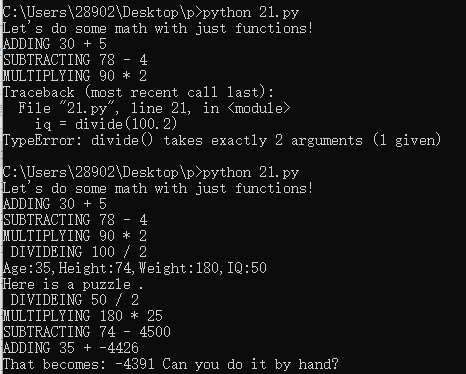 C:\Users\28902\Desktop\p>python 21.py
Let's do some math with just functions!
ADDING 30 + 5
SUBTRACTING 78 - 4
MULTIPLYING 90 * 2
Traceback (most recent call last):
  File "21.py", line 21, in <module>
    iq = divide(100.2)
TypeError: divide() takes exactly 2 arguments (1 given)
C:\Users\28902\Desktop\p>python 21.py
Let's do some math with just functions!
ADDING 30 + 5
SUBTRACTING 78 - 4
MULTIPLYING 90 * 2
 DIVIDEING 100 / 2
Age:35,Height:74,Weight:180,IQ:50
Here is a puzzle .
 DIVIDEING 50 / 2
MULTIPLYING 180 * 25
SUBTRACTING 74 - 4500
ADDING 35 + -4426
That becomes: -4391 Can you do it by hand?